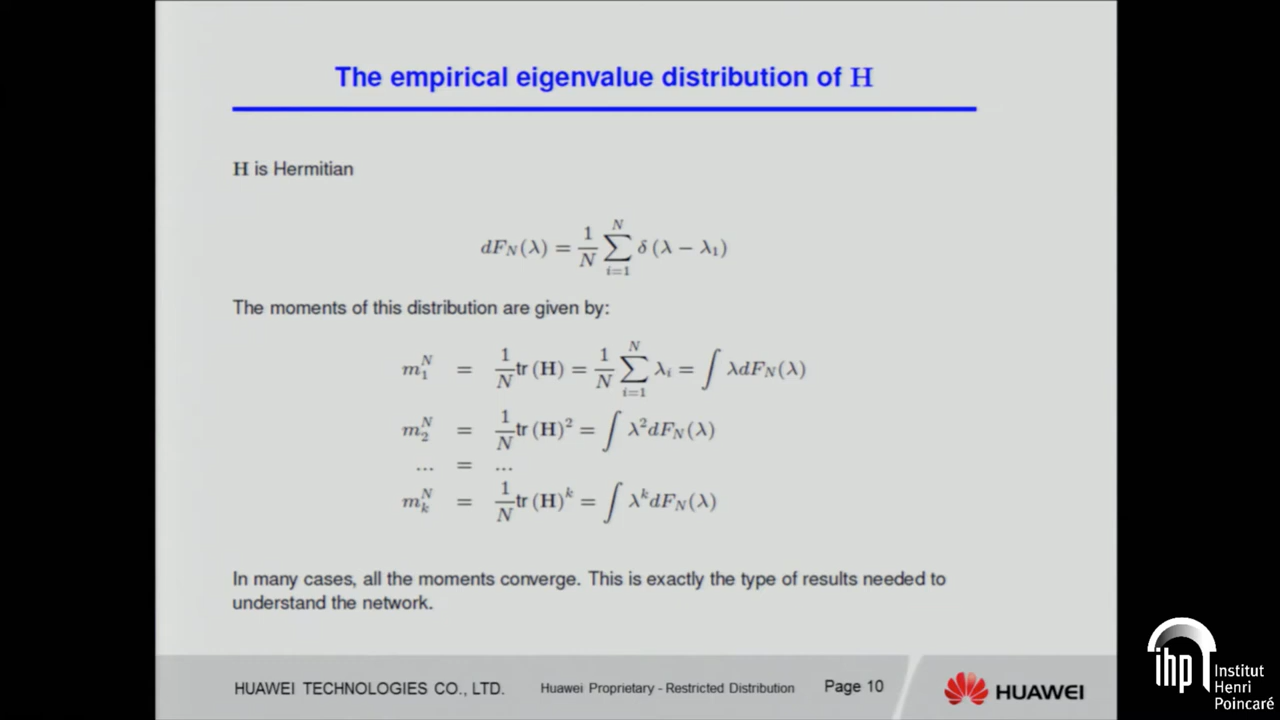 The empirical eigenvalue distribution of H
H is Hermitian
dF_N(λ) = 1/N ∑_{i=1}^{N} δ (λ − λ₁)
The moments of this distribution are given by:
m_1^N = 1/N tr (H) = 1/N ∑_{i=1}^{N} λ_i = ∫ λdF_N(λ)
m_2^N = 1/N tr (H)^2 = ∫ λ^2 dF_N(λ)
... = ...
m_k^N = 1/N tr (H)^k = ∫ λ^k dF_N(λ)
In many cases, all the moments converge. This is exactly the type of results needed to
understand the network.
HUAWEI TECHNOLOGIES CO., LTD. Huawei Proprietary - Restricted Distribution Page 10 HUAWEI
ihp Institut
Henri
Poincaré